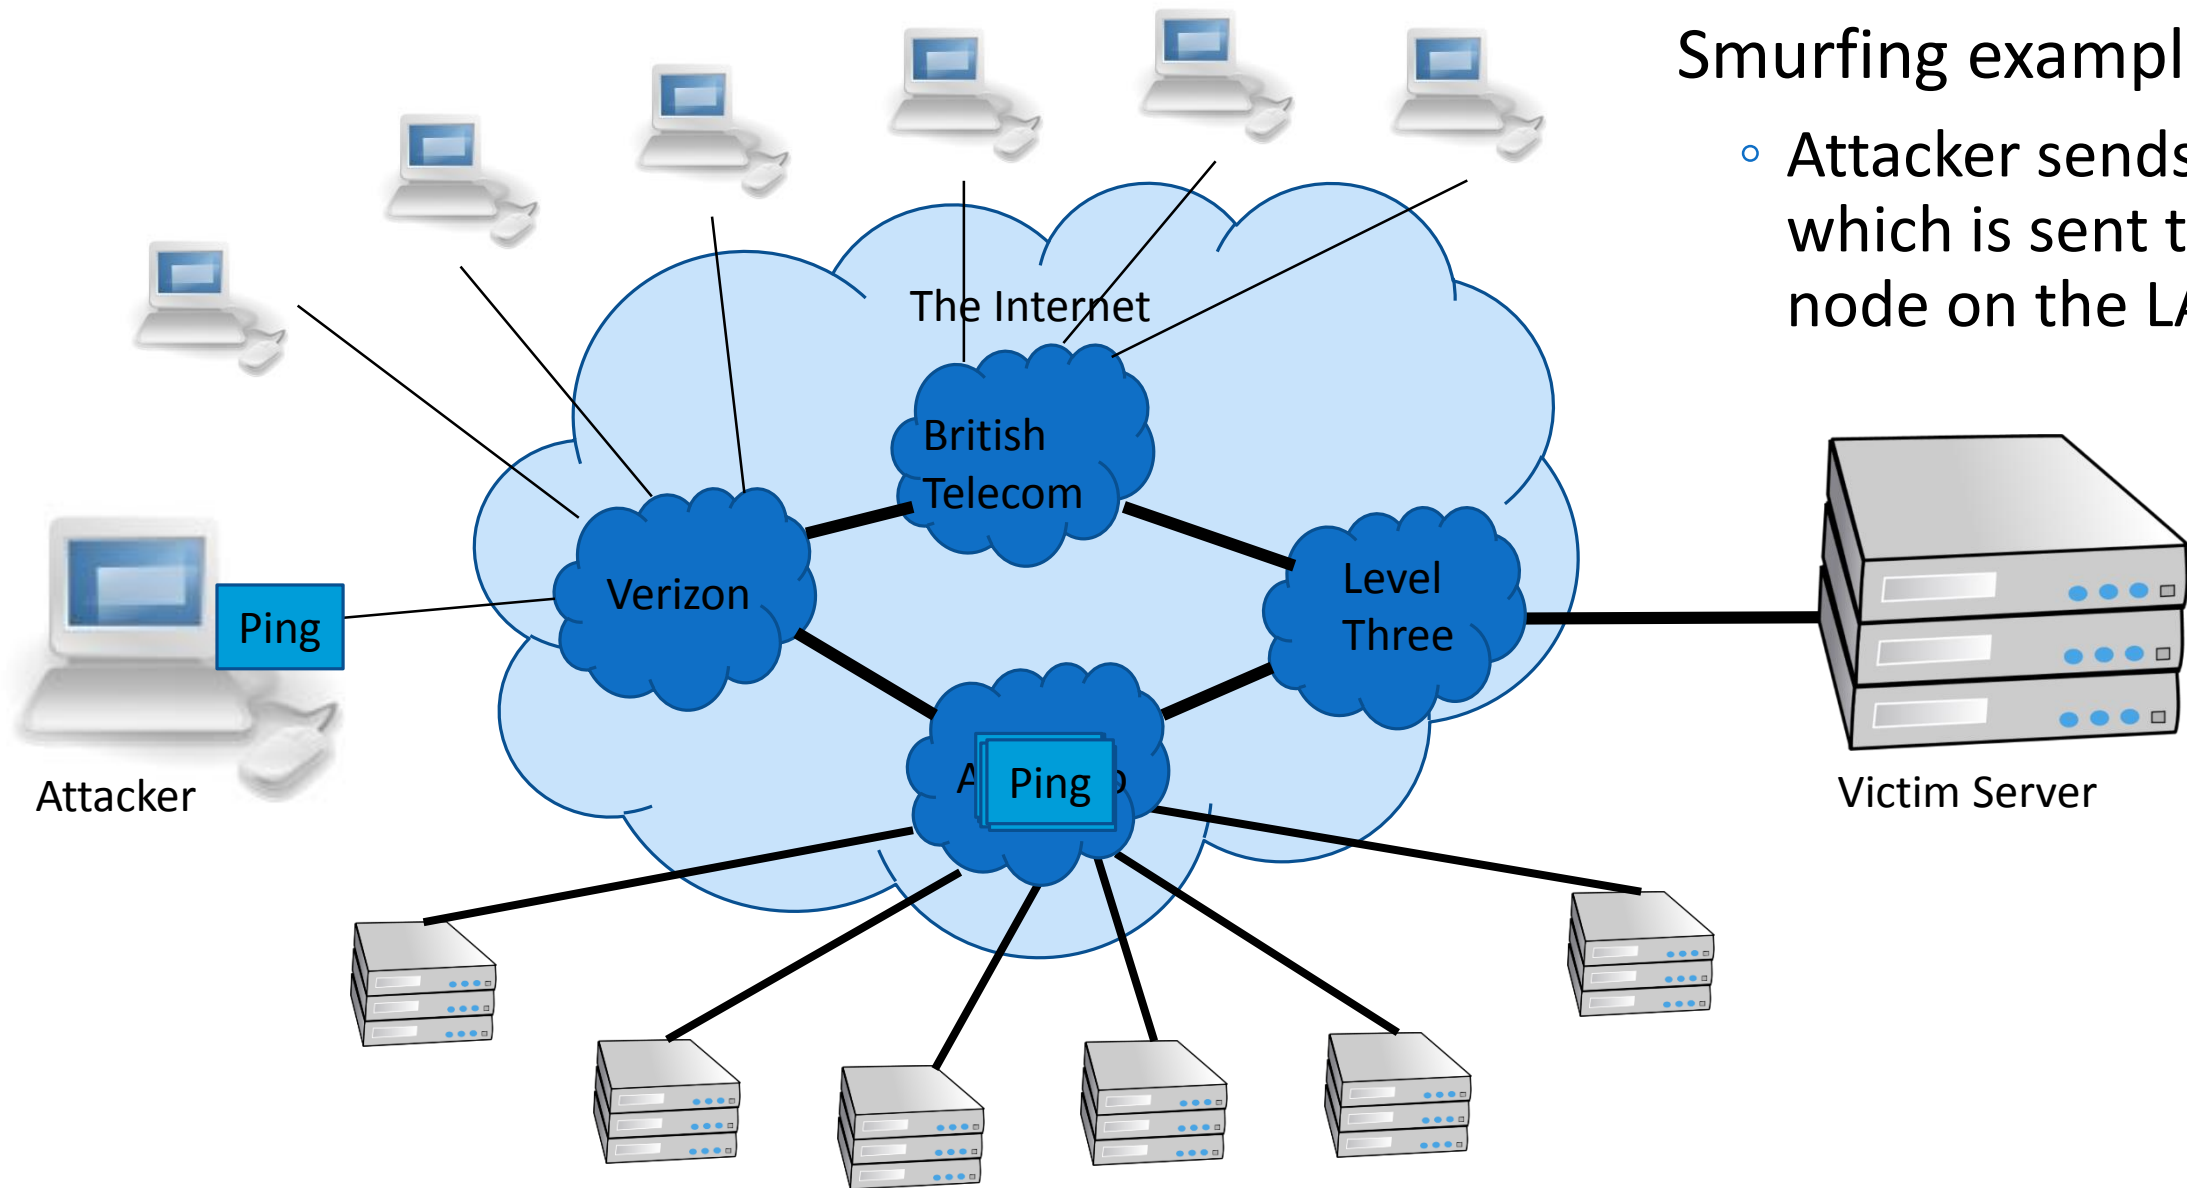 Smurfing exampl
Attacker sends
which is sent t
node on the LA
The Internet
British
Telecom
Verizon
Level
Three
Ping
Ping
Attacker
Victim Server